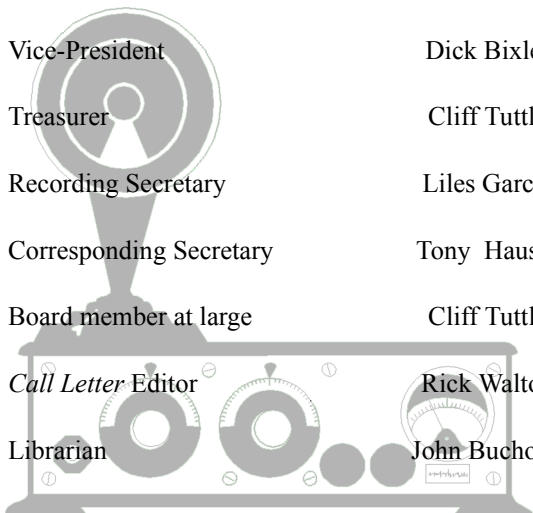 Vice-President Dick Bixle
Treasurer Cliff Tuttl
Recording Secretary Liles Garc
Corresponding Secretary Tony Haus
Board member at large Cliff Tuttl
Call Letter Editor Rick Walto
Librarian John Bucho